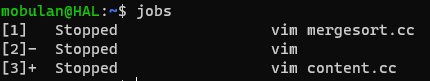 mobulan@HAL:~$ jobs
[1]   Stopped                 vim mergesort.cc
[2]-  Stopped                 vim
[3]+  Stopped                 vim content.cc